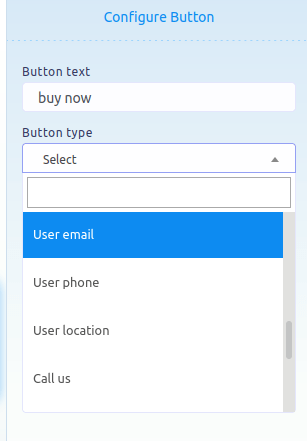 Configure Button
Button text
buy now
Button type
Select
User email
User phone
User location
Call us